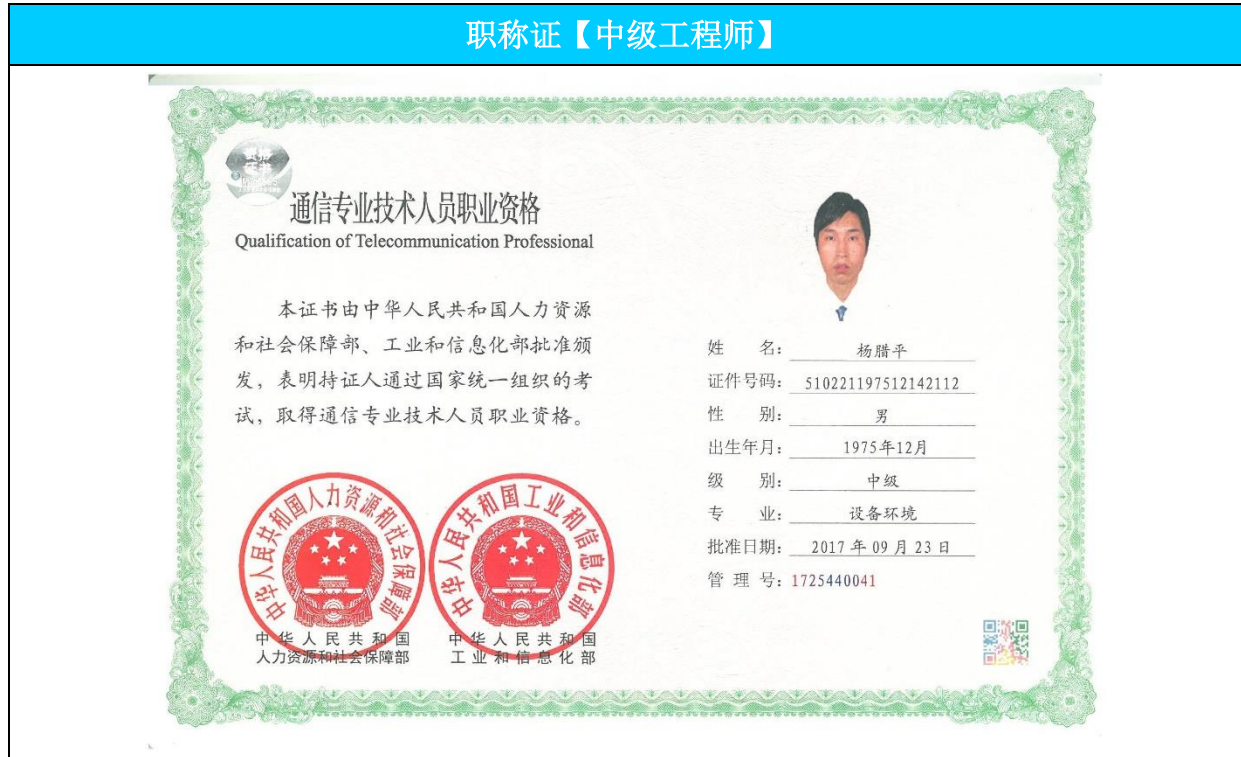 职称证【中级工程师】
通信专业技术人员职业资格
Qualification of Telecommunication Professional
本证书由中华人民共和国人力资源
和社会保障部、工业和信息化部批准颁
发，表明持证人通过国家统一组织的考
试，取得通信专业技术人员职业资格。
姓 名：杨腊平
证件号码：510221197512142112
性 别：男
出生年月：1975年12月
级 别：中级
专 业：设备环境
批准日期：2017 年 09 月 23 日
管 理 号：1725440041
中华人民共和国人力资源和社会保障部
中华人民共和国工业和信息化部
中华人民共和国
人力资源和社会保障部
中华人民共和国
工业和信息化部